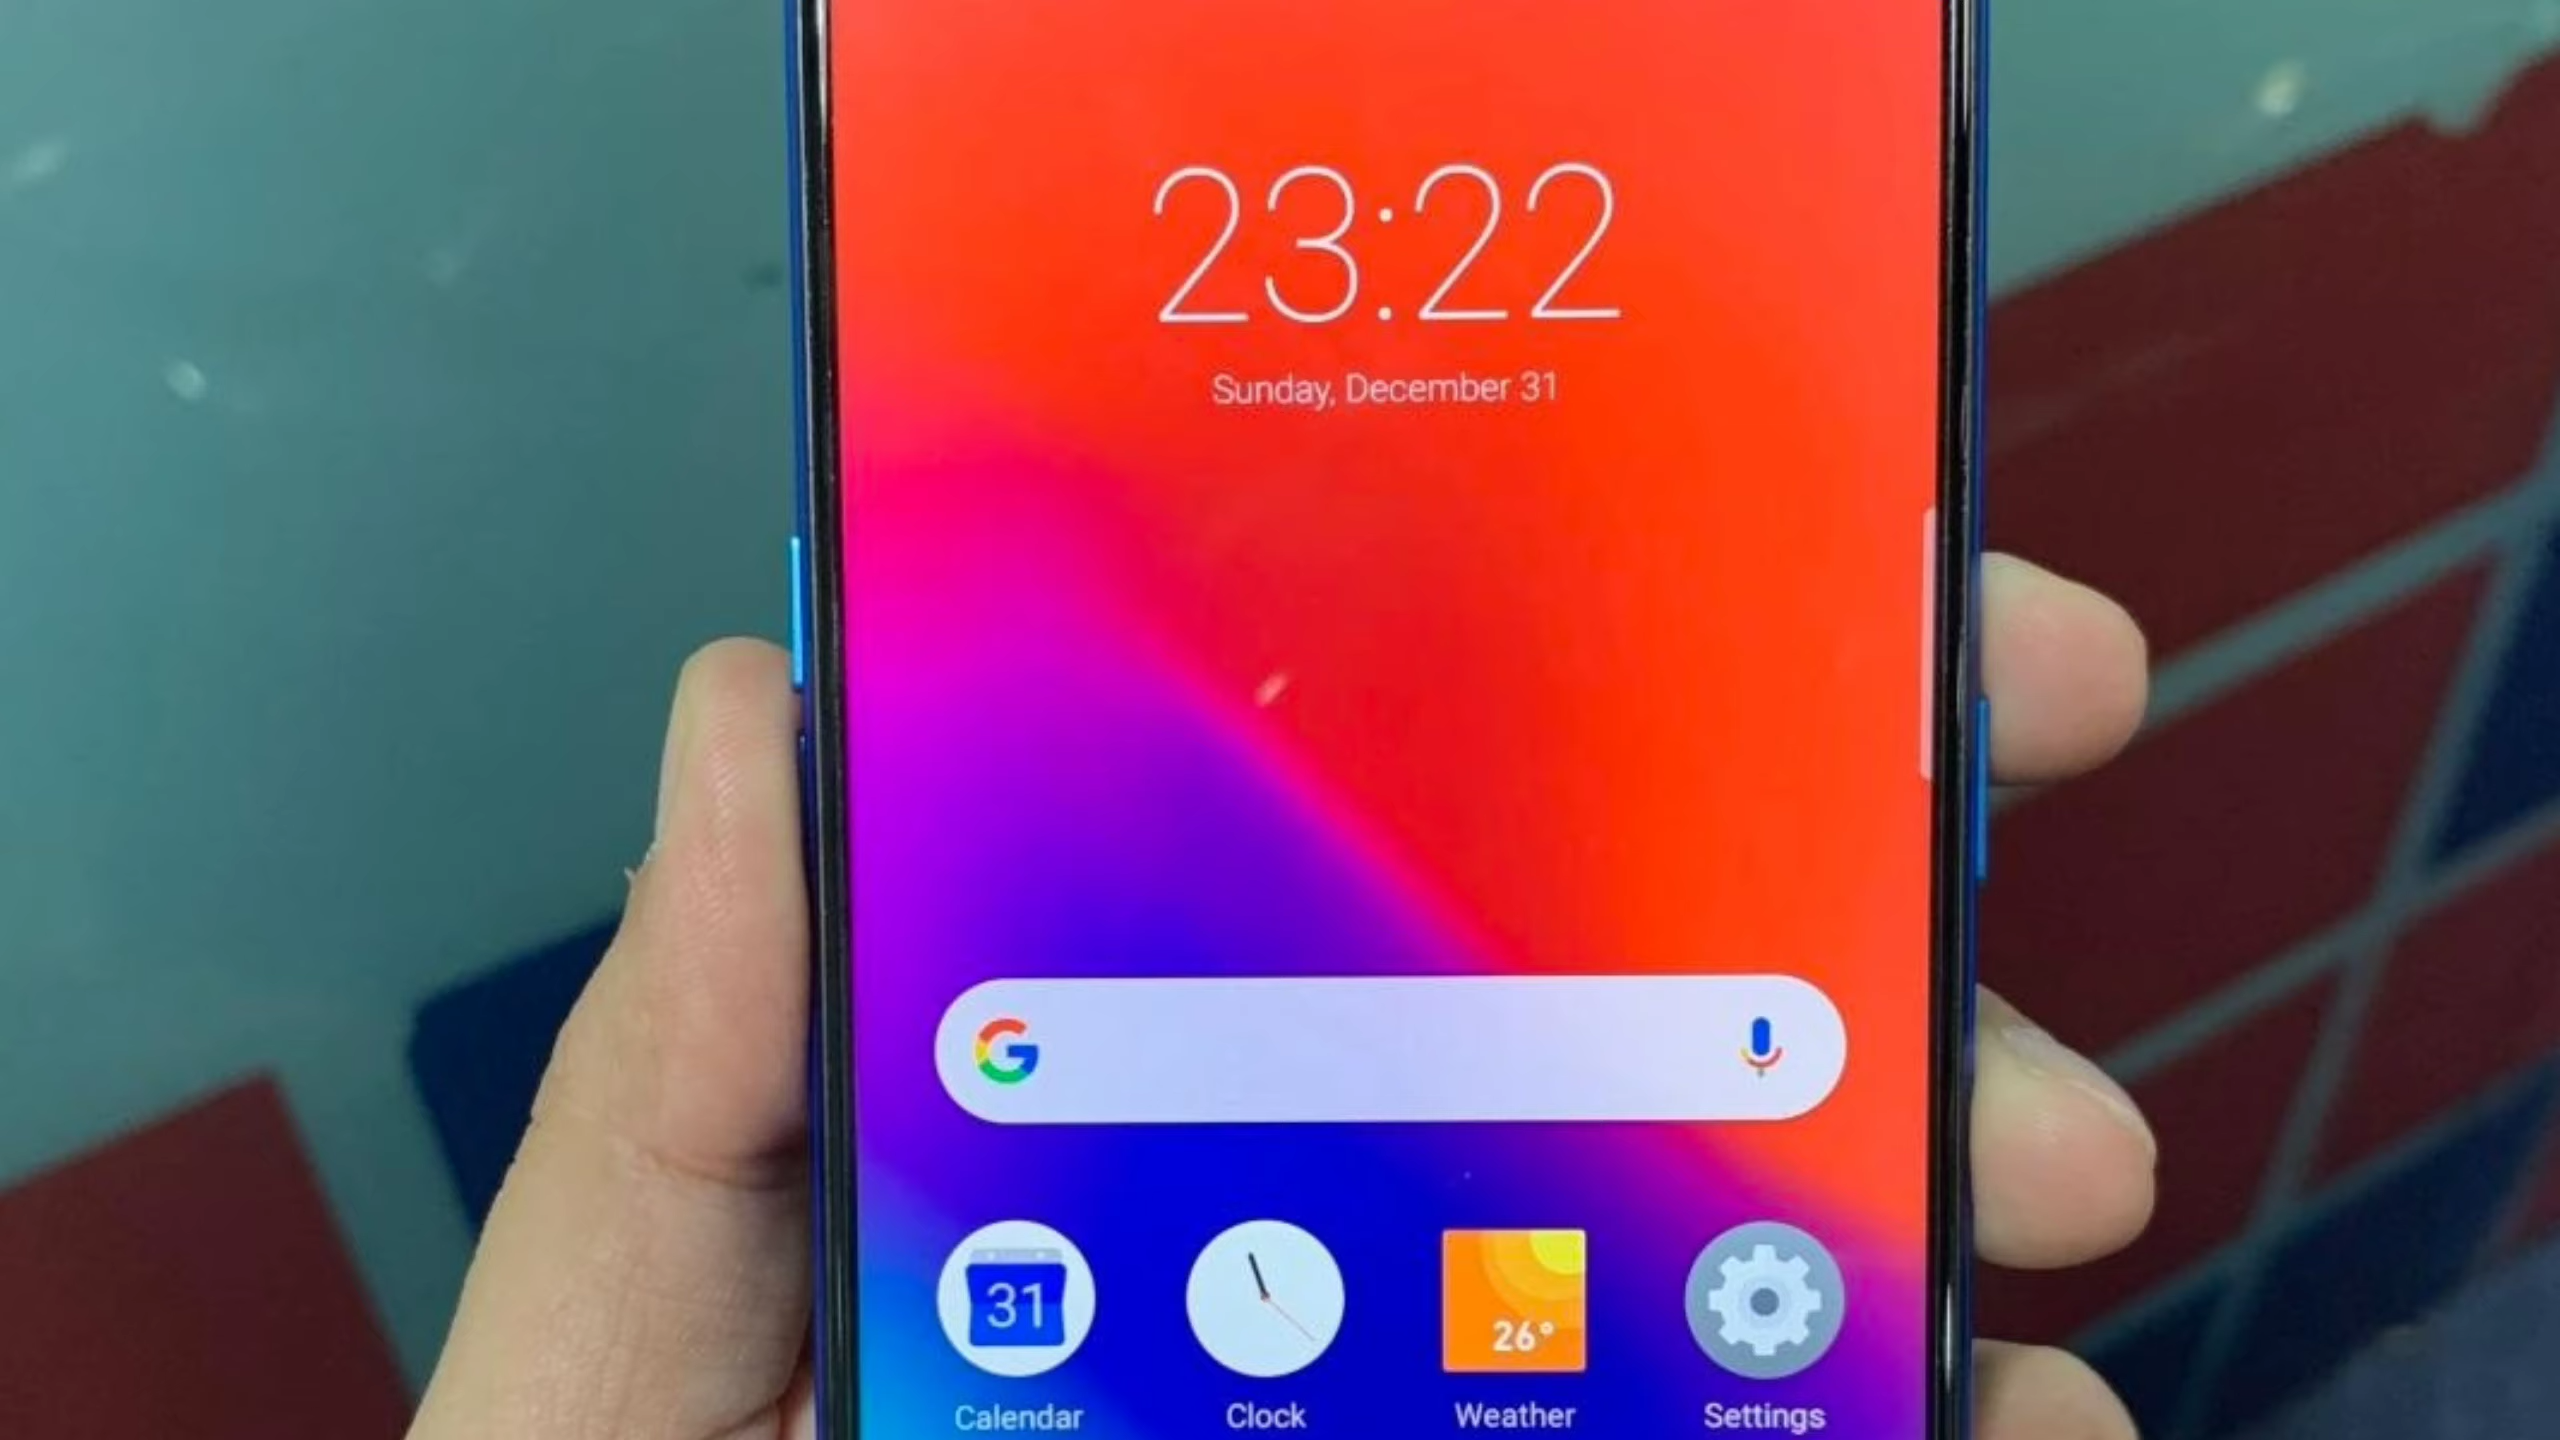 23:22
Sunday, December 31
G
31
26°
Calendar Clock Weather Settings